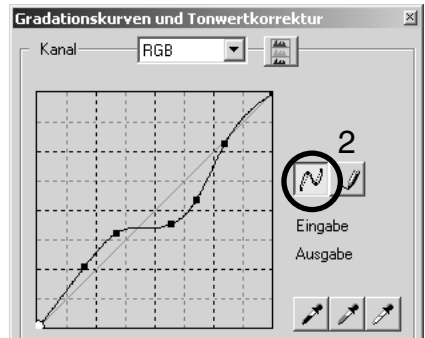 Gradationskurven und Tonwertkorrektur
Kanal RGB
2
Eingabe
Ausgabe